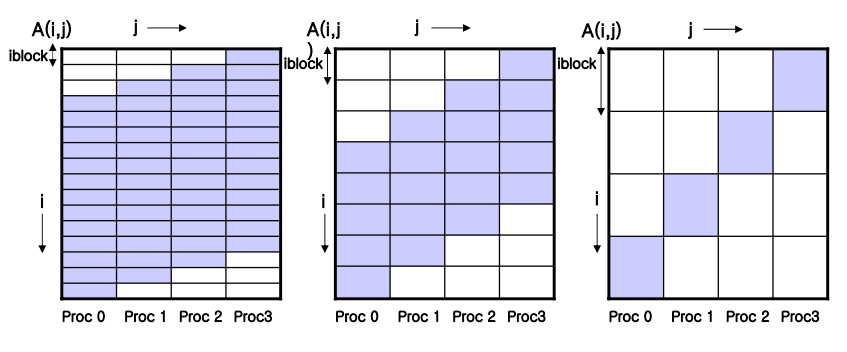 A(i,j)
j
iblock
i
Proc 0 Proc 1 Proc 2 Proc3
A(i,j
)
j
iblock
i
Proc 0 Proc 1 Proc 2 Proc3
A(i,j)
j
iblock
i
Proc 0 Proc 1 Proc 2 Proc3